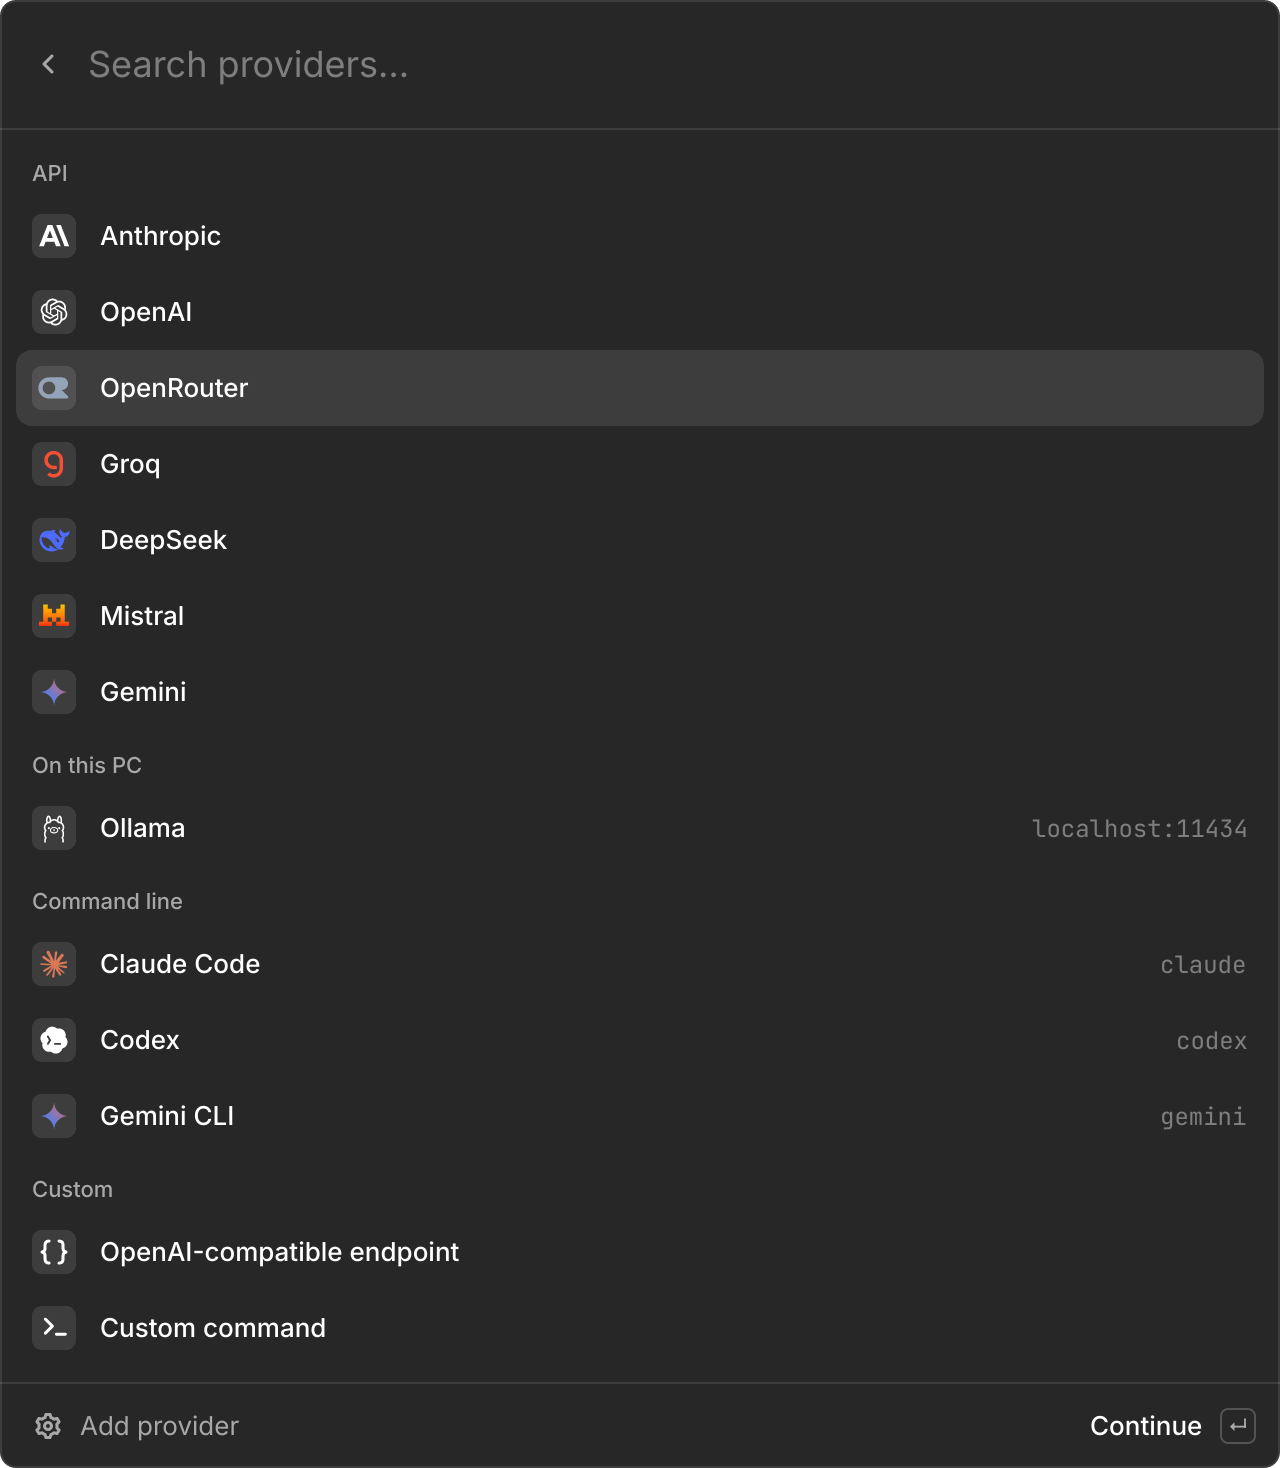 Search providers...
API
Anthropic
OpenAI
OpenRouter
Groq
DeepSeek
Mistral
Gemini
On this PC
Ollama localhost:11434
Command line
Claude Code claude
Codex codex
Gemini CLI gemini
Custom
OpenAI-compatible endpoint
Custom command
Add provider Continue